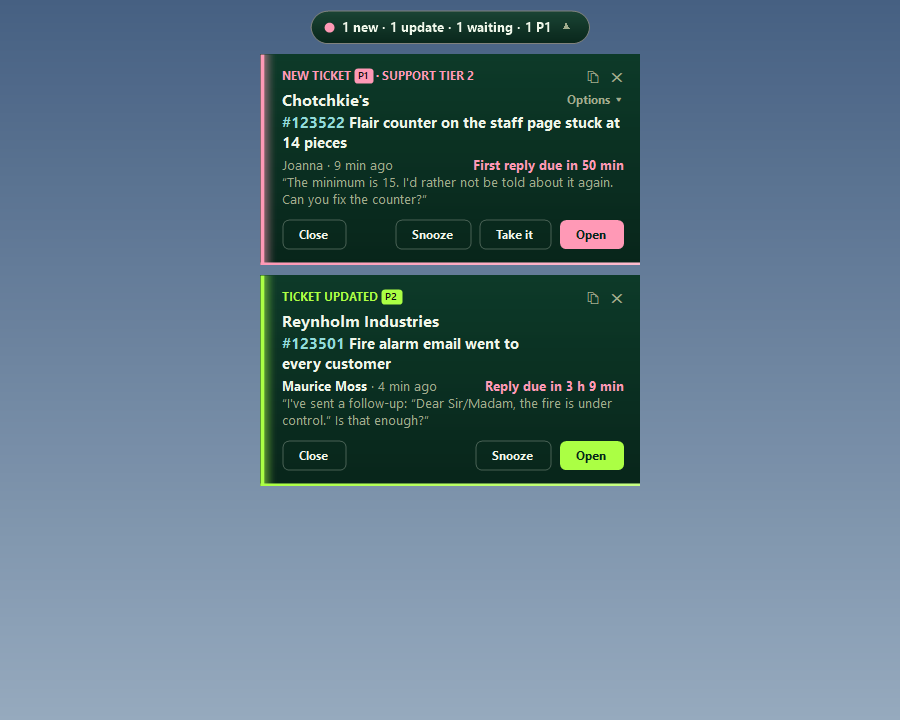 1 new · 1 update · 1 waiting · 1 P1
NEW TICKET P1 · SUPPORT TIER 2
Chotchkie's
Options
#123522 Flair counter on the staff page stuck at
14 pieces
Joanna · 9 min ago
First reply due in 50 min
"The minimum is 15. I'd rather not be told about it again.
Can you fix the counter?"
Close
Snooze
Take it
Open
TICKET UPDATED P2
Reynholm Industries
#123501 Fire alarm email went to
every customer
Maurice Moss · 4 min ago
Reply due in 3 h 9 min
"I've sent a follow-up: "Dear Sir/Madam, the fire is under
control." Is that enough?"
Close
Snooze
Open